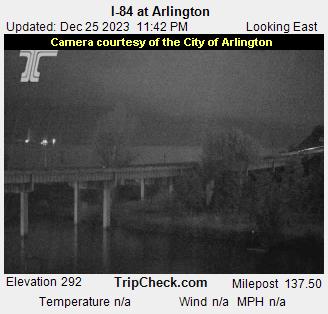 I-84 at Arlington
Updated: Dec 25 2023 11:42 PM Looking East
Camera courtesy of the City of Arlington
Elevation 292 TripCheck.com Milepost 137.50
Temperature n/a Wind n/a MPH n/a